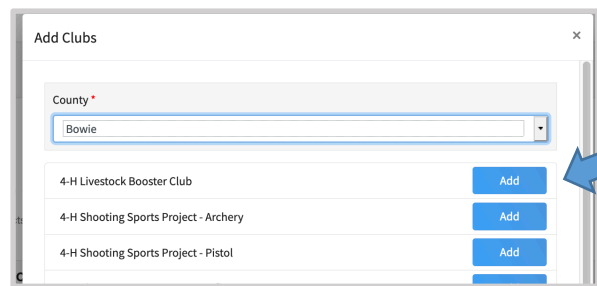 Add Clubs ×
County *
Bowie
4-H Livestock Booster Club Add
4-H Shooting Sports Project - Archery Add
4-H Shooting Sports Project - Pistol Add